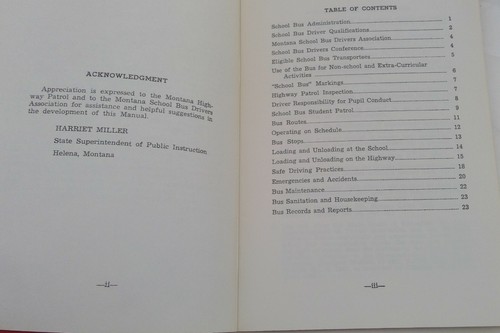 ACKNOWLEDGMENT
Appreciation is expressed to the Montana High-
way Patrol and to the Montana School Bus Drivers
Association for assistance and helpful suggestions in
the development of this Manual.
HARRIET MILLER
State Superintendent of Public Instruction
Helena, Montana
—ii—
TABLE OF CONTENTS
School Bus Administration 1
School Bus Driver Qualifications 2
Montana School Bus Drivers Association 4
School Bus Drivers Conference 4
Eligible School Bus Transporters 5
Use of the Bus for Non-school and Extra-Curricular
Activities 6
"School Bus" Markings 7
Highway Patrol Inspection 7
Driver Responsibility for Pupil Conduct 8
School Bus Student Patrol
Bus Routes 11
Operating on Schedule 12
Bus Stops 13
Loading and Unloading at the School 14
Loading and Unloading on the Highway 15
Safe Driving Practices
Emergencies and Accidents 20
Bus Maintenance 22
Bus Sanitation and Housekeeping 23
Bus Records and Reports 23
—iii—